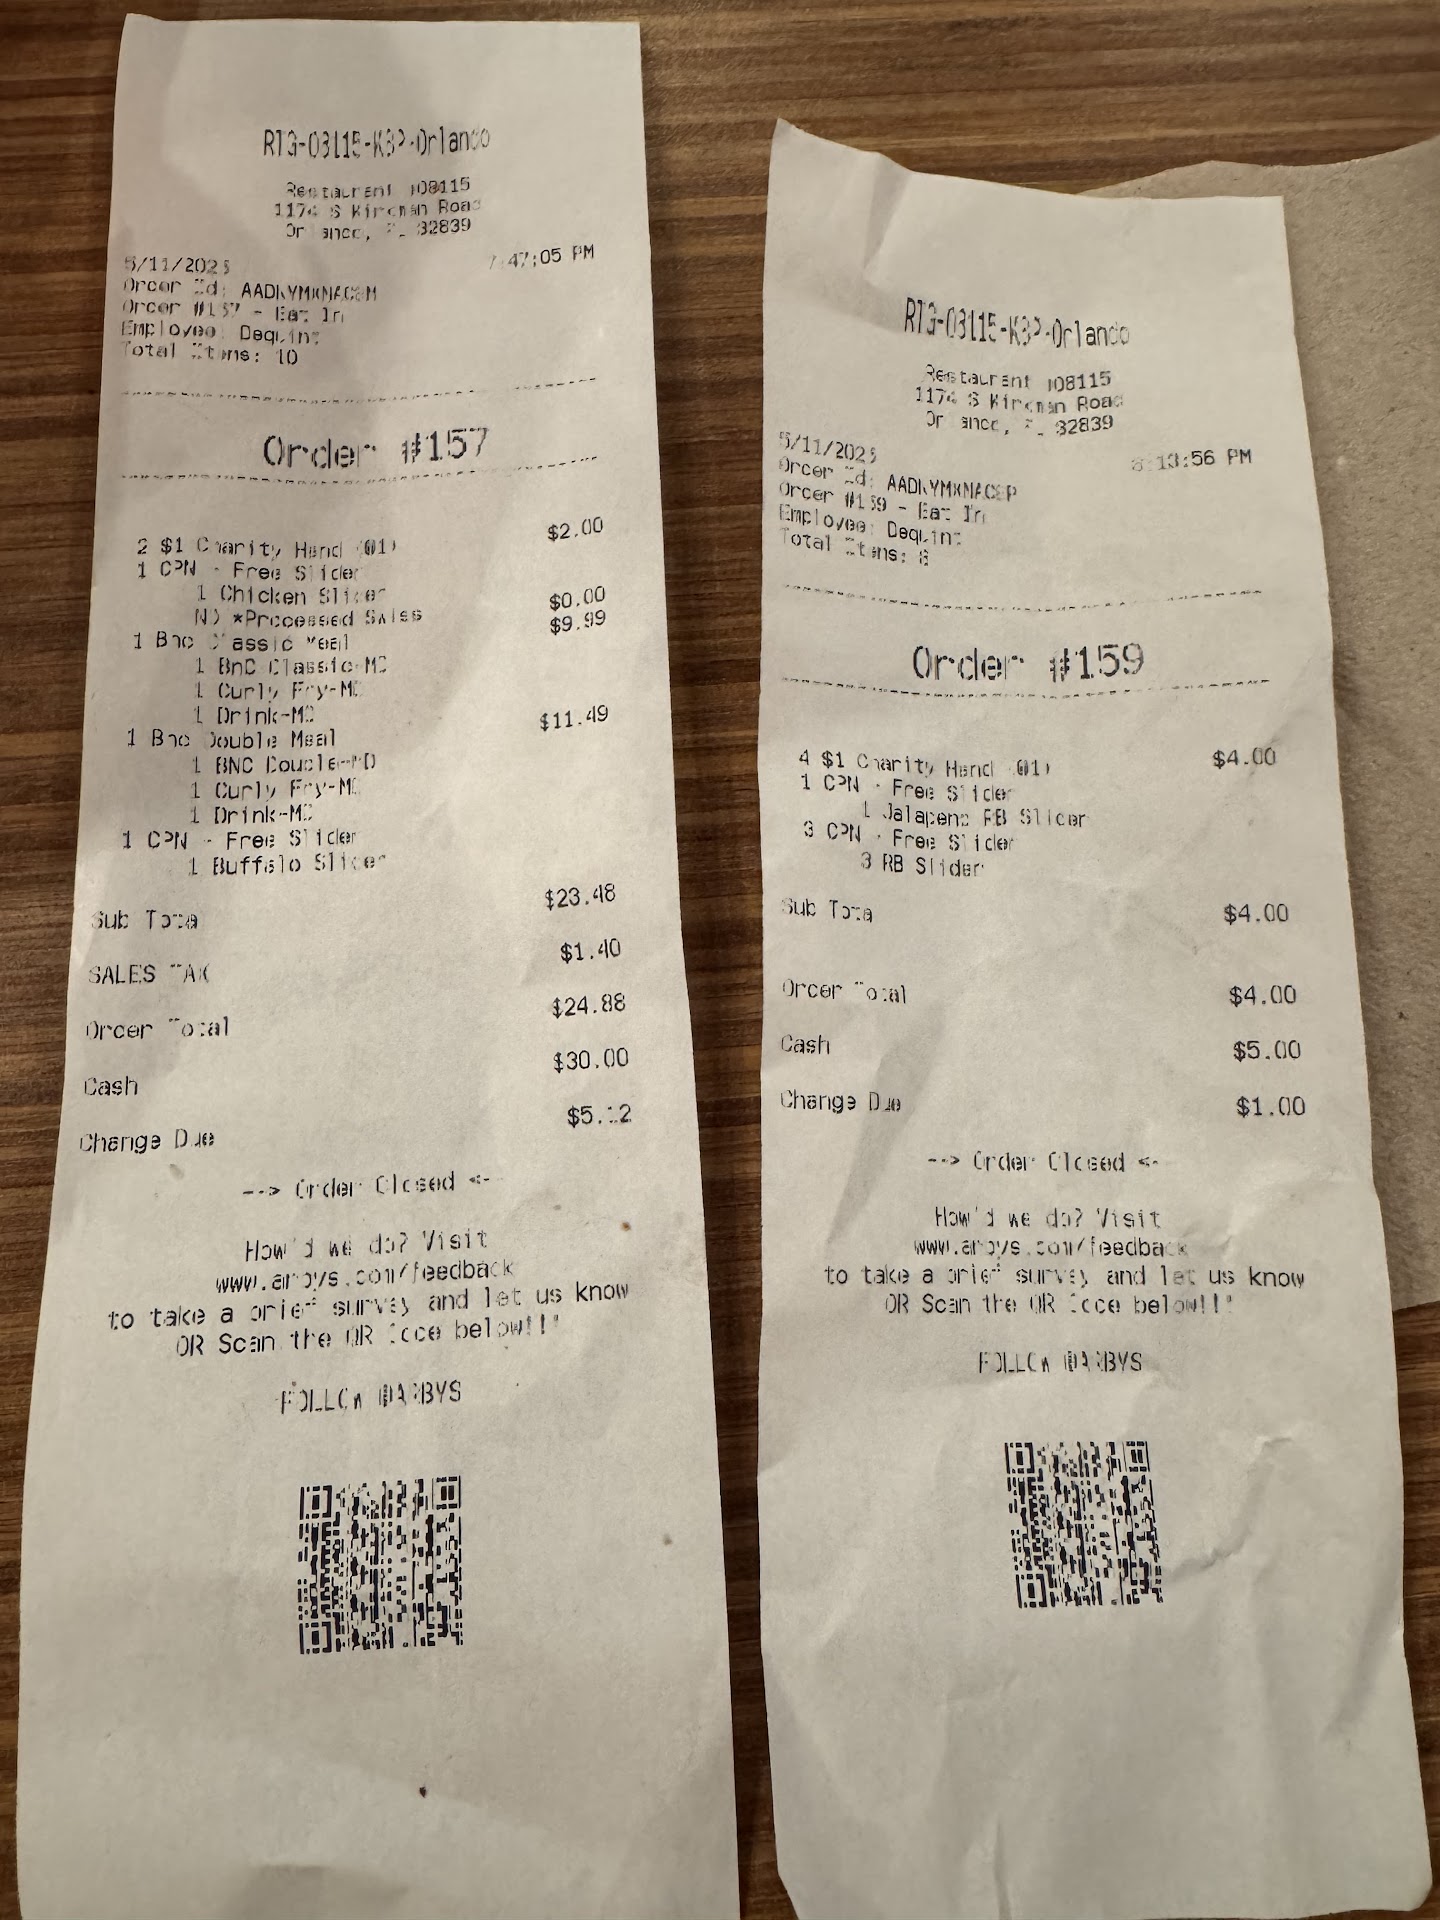 RTG-08115-KBP-Orlando
Restaurant 108115
1174 S Kirkman Road
Orlando, FL 32839
5/11/2025 7:47:05 PM
Order Id:
Order #157 - Eat In
Employee: Dequint
Total Items: 10
Order #157
2 $1 Charity Hand (@1) $2.00
1 CPN - Free Slider
1 Chicken Slider $0.00
NO *Processed Swiss
1 Bnc Classic Meal $9.99
1 BnC Classic-MD
1 Curly Fry-MD
1 Drink-MD
1 Bnc Double Meal $11.49
1 BNC Double-MD
1 Curly Fry-MD
1 Drink-MD
1 CPN - Free Slider
1 Buffalo Slider
Sub Tota $23.48
SALES TAX $1.40
Order Total $24.88
Cash $30.00
Change Due $5.12
--> Order Closed <-
How'd we do? Visit
www.arbys.com/feedback
to take a brief survey and let us know
OR Scan the QR Code below!!!
FOLLOW @ARBYS
RTG-08115-KBP-Orlando
Restaurant 108115
1174 S Kirkman Road
Orlando, FL 32839
5/11/2025 8:13:56 PM
Order Id:
Order #159 - Eat In
Employee: Dequint
Total Items: 8
Order #159
4 $1 Charity Hand (@1) $4.00
1 CPN - Free Slider
1 Jalapeno RB Slider
3 CPN - Free Slider
3 RB Slider
Sub Tota $4.00
Order Total $4.00
Cash $5.00
Change Due $1.00
--> Order Closed <-
How'd we do? Visit
www.arbys.com/feedback
to take a brief survey and let us know
OR Scan the QR Code below!!!
FOLLOW @ARBYS